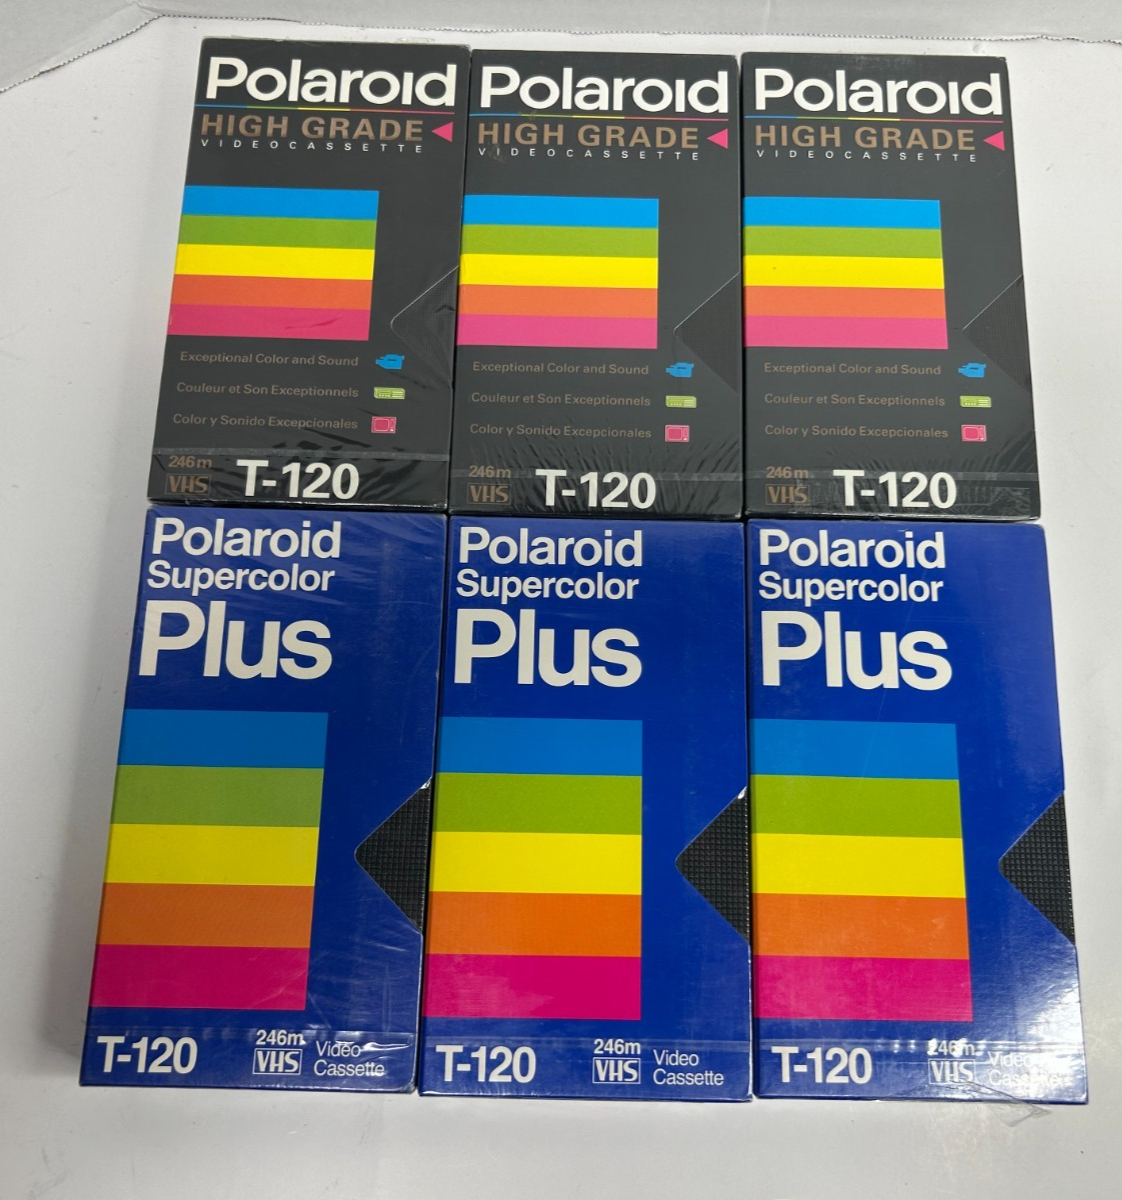 Polaroid
HIGH GRADE
VIDEOCASSETTE
Exceptional Color and Sound
Couleur et Son Exceptionnels
Color y Sonido Excepcionales
246m
VHS
T-120
Polaroid
HIGH GRADE
VIDEOCASSETTE
Exceptional Color and Sound
Couleur et Son Exceptionnels
Color y Sonido Excepcionales
246m
VHS
T-120
Polaroid
HIGH GRADE
VIDEOCASSETTE
Exceptional Color and Sound
Couleur et Son Exceptionnels
Color y Sonido Excepcionales
246m
VHS
T-120
Polaroid
Supercolor
Plus
T-120
246m
VHS
Video
Cassette
Polaroid
Supercolor
Plus
T-120
246m
VHS
Video
Cassette
Polaroid
Supercolor
Plus
T-120
246m
VHS
Video
Cassette